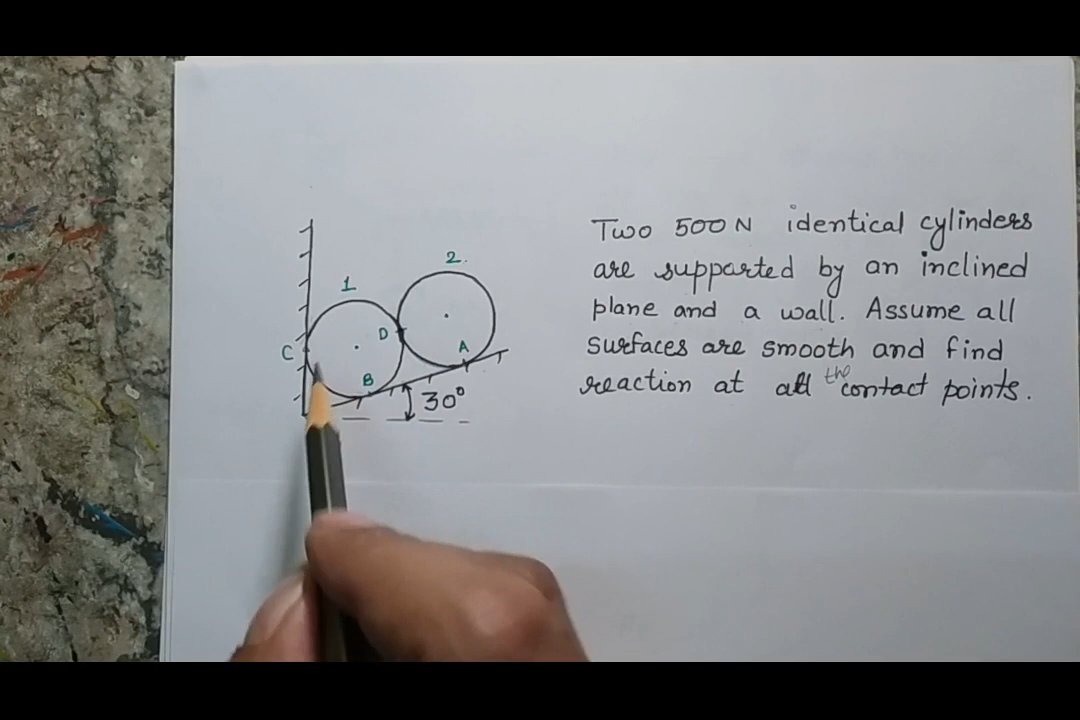 Two 500N identical cylinders
are supported by an inclined
plane and a wall. Assume all
surfaces are smooth and find
reaction at all the contact points.
1
2.
C
D
A
B
30°